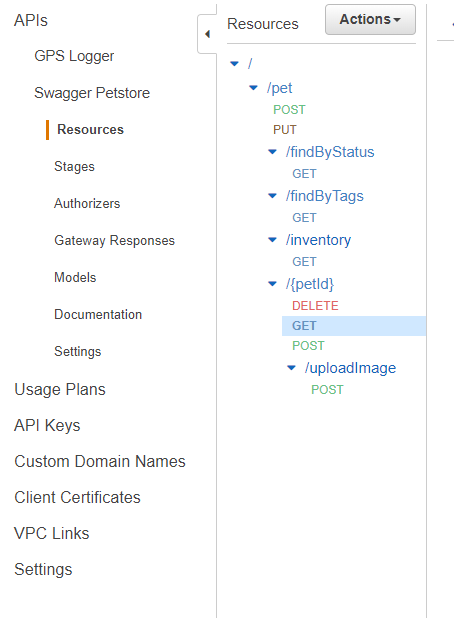 APIs
GPS Logger
Swagger Petstore
Resources
Stages
Authorizers
Gateway Responses
Models
Documentation
Settings
Usage Plans
API Keys
Custom Domain Names
Client Certificates
VPC Links
Settings
Resources
Actions
/
/pet
POST
PUT
/findByStatus
GET
/findByTags
GET
/inventory
GET
/{petId}
DELETE
GET
POST
/uploadImage
POST